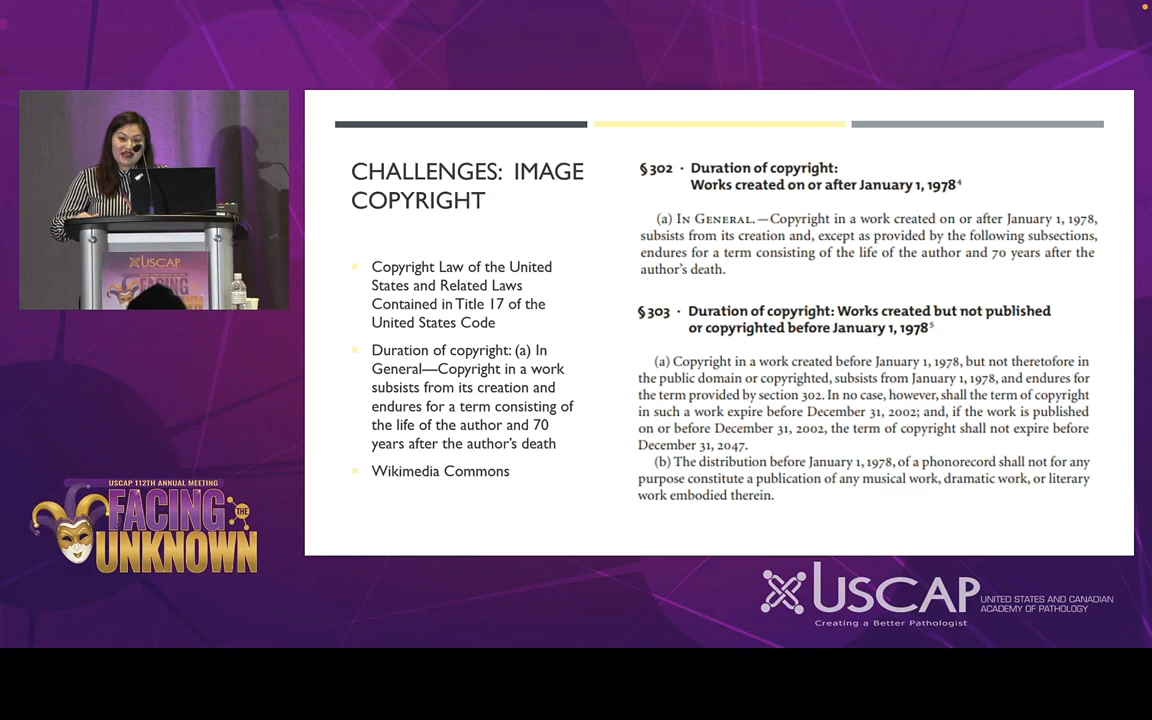 USCAP
FACING
CHALLENGES: IMAGE
COPYRIGHT
Copyright Law of the United
States and Related Laws
Contained in Title 17 of the
United States Code
Duration of copyright: (a) In
General—Copyright in a work
subsists from its creation and
endures for a term consisting of
the life of the author and 70
years after the author's death
Wikimedia Commons
§ 302 · Duration of copyright:
Works created on or after January 1, 1978⁴
(a) In General.—Copyright in a work created on or after January 1, 1978,
subsists from its creation and, except as provided by the following subsections,
endures for a term consisting of the life of the author and 70 years after the
author's death.
§ 303 · Duration of copyright: Works created but not published
or copyrighted before January 1, 1978⁵
(a) Copyright in a work created before January 1, 1978, but not theretofore in
the public domain or copyrighted, subsists from January 1, 1978, and endures for
the term provided by section 302. In no case, however, shall the term of copyright
in such a work expire before December 31, 2002; and, if the work is published
on or before December 31, 2002, the term of copyright shall not expire before
December 31, 2047.
(b) The distribution before January 1, 1978, of a phonorecord shall not for any
purpose constitute a publication of any musical work, dramatic work, or literary
work embodied therein.
USCAP 112TH ANNUAL MEETING
FACING
THE
UNKNOWN
USCAP
UNITED STATES AND CANADIAN
ACADEMY OF PATHOLOGY
Creating a Better Pathologist